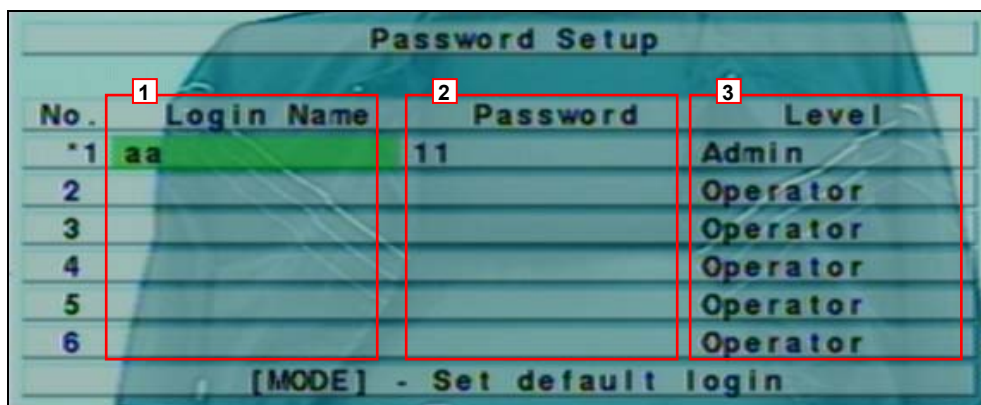 Password Setup
1 2 3
No. Login Name Password Level
*1 aa 11 Admin
2 Operator
3 Operator
4 Operator
5 Operator
6 Operator
[MODE] - Set default login